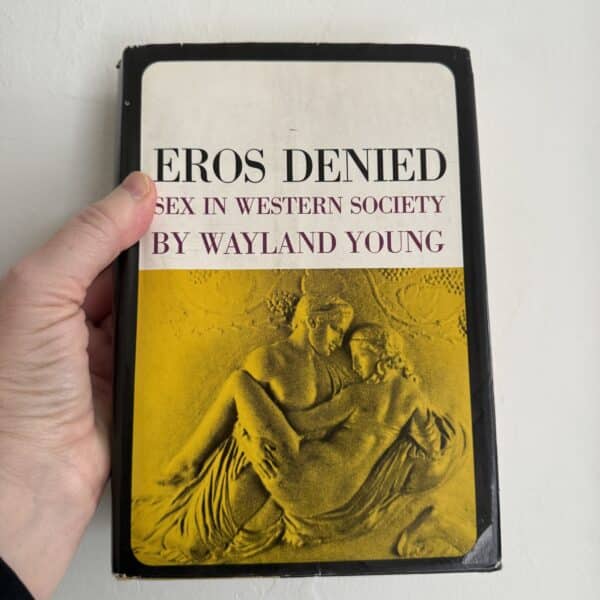 EROS DENIED
SEX IN WESTERN SOCIETY
BY WAYLAND YOUNG